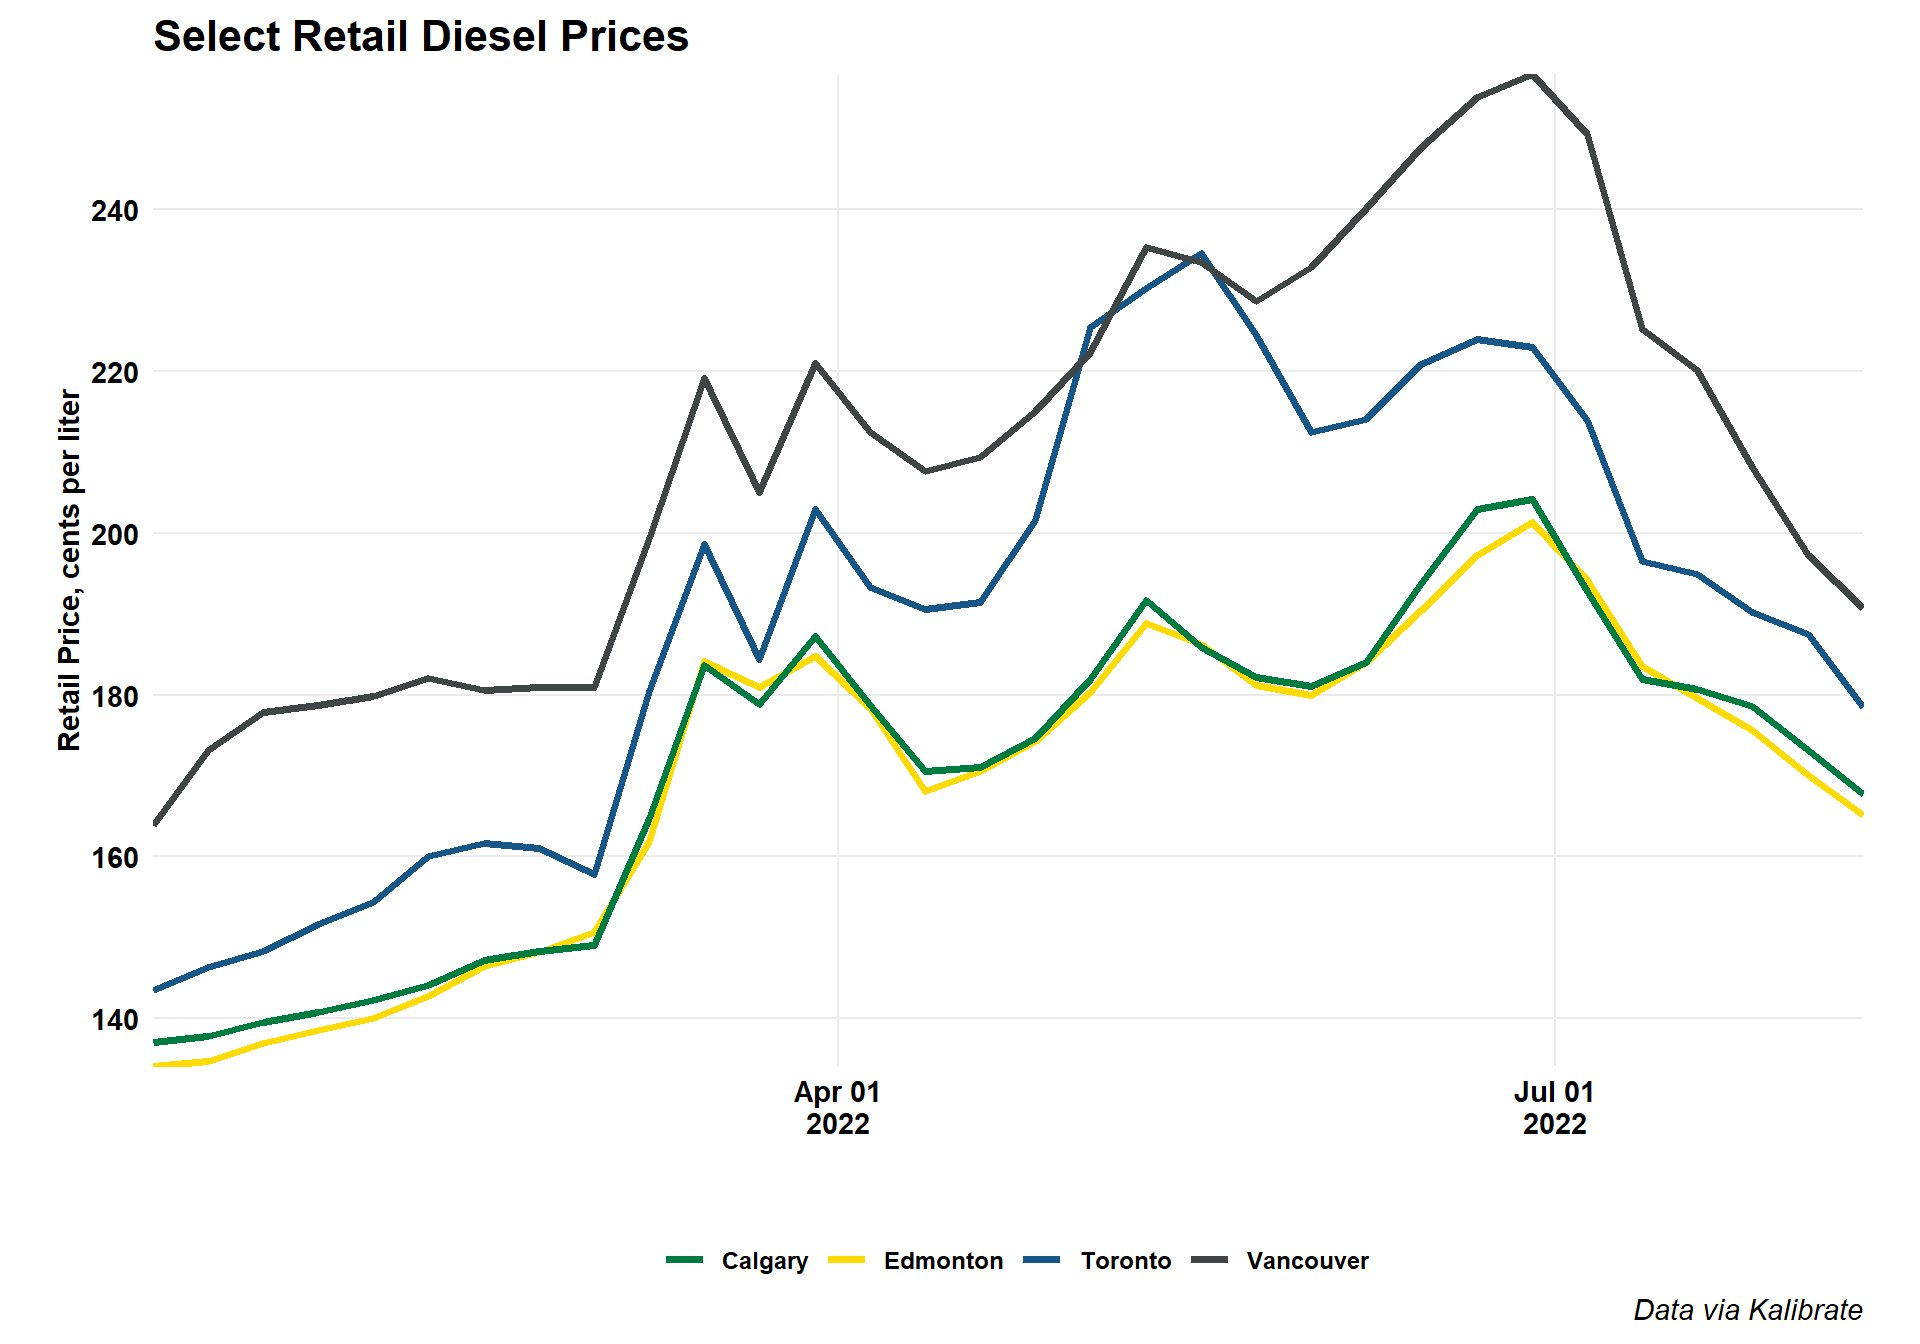 Select Retail Diesel Prices
Retail Price, cents per liter
240
220
200
180
160
140
Apr 01
2022
Jul 01
2022
Calgary
Edmonton
Toronto
Vancouver
Data via Kalibrate